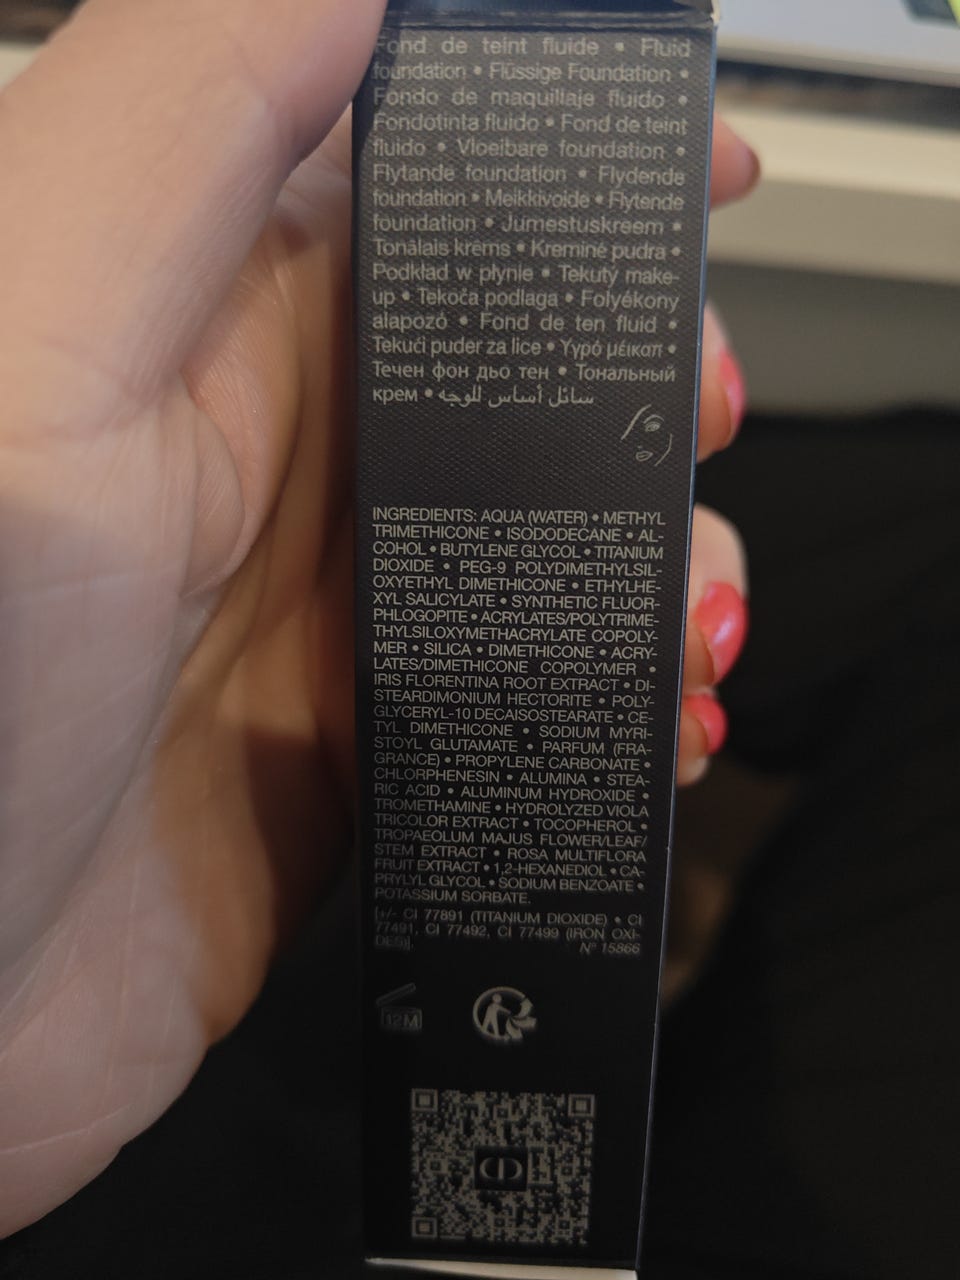 Fond de teint fluide • Fluid
foundation • Flüssige Foundation •
Fondo de maquillaje fluido •
Fondotinta fluido • Fond de teint
fluido • Vloeibare foundation •
Flytande foundation • Flydende
foundation • Meikkivoide • Flytende
foundation • Jumestuskreem •
Tonālais krēms • Kreminė pudra •
Podkład w płynie • Tekutý make-
up • Tekoča podlaga • Folyékony
alapozó • Fond de ten fluid •
Tekući puder za lice • Υγρό μέικαπ •
Течен фон дьо тен • Тональный
крем • سائل أساس للوجه
INGREDIENTS: AQUA (WATER) • METHYL
TRIMETHICONE • ISODODECANE • AL-
COHOL • BUTYLENE GLYCOL • TITANIUM
DIOXIDE • PEG-9 POLYDIMETHYLSIL-
OXYETHYL DIMETHICONE • ETHYLHE-
XYL SALICYLATE • SYNTHETIC FLUOR-
PHLOGOPITE • ACRYLATES/POLYTRIME-
THYLSILOXYMETHACRYLATE COPOLY-
MER • SILICA • DIMETHICONE • ACRY-
LATES/DIMETHICONE COPOLYMER •
IRIS FLORENTINA ROOT EXTRACT • DI-
STEARDIMONIUM HECTORITE • POLY-
GLYCERYL-10 DECAISOSTEARATE • CE-
TYL DIMETHICONE • SODIUM MYRI-
STOYL GLUTAMATE • PARFUM (FRA-
GRANCE) • PROPYLENE CARBONATE •
CHLORPHENESIN • ALUMINA • STEA-
RIC ACID • ALUMINUM HYDROXIDE •
TROMETHAMINE • HYDROLYZED VIOLA
TRICOLOR EXTRACT • TOCOPHEROL •
TROPAEOLUM MAJUS FLOWER/LEAF/
STEM EXTRACT • ROSA MULTIFLORA
FRUIT EXTRACT • 1,2-HEXANEDIOL • CA-
PRYLYL GLYCOL • SODIUM BENZOATE •
POTASSIUM SORBATE.
[+/- CI 77891 (TITANIUM DIOXIDE) • CI
77491, CI 77492, CI 77499 (IRON OXI-
DES)]. N° 15866
12M
CD